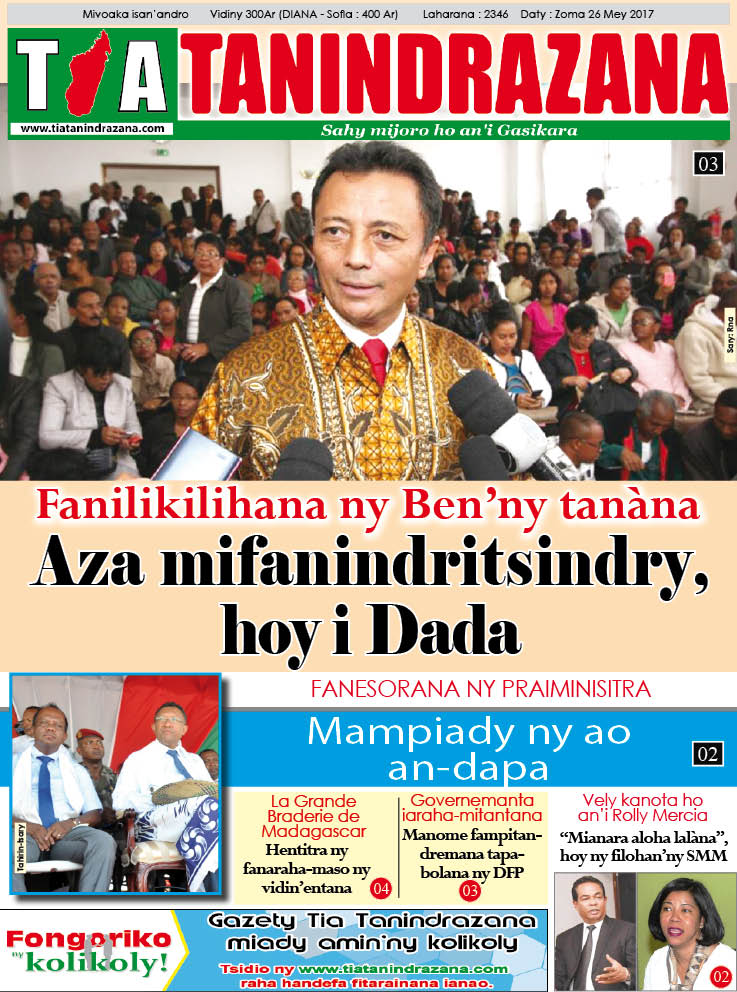 Mivoaka isan'andro Vidiny 300Ar (DIANA - Sofia : 400 Ar) Laharana : 2346 Daty : Zoma 26 Mey 2017
TIA TANINDRAZANA
www.tiatanindrazana.com
Sahy mijoro ho an'i Gasikara
03
Sary: Rna
Fanilikilihana ny Ben'ny tanàna
Aza mifanindritsindry,
hoy i Dada
FANESORANA NY PRAIMINISITRA
Mampiady ny ao
an-dapa
02
Tahirin-tsary
La Grande
Braderie de
Madagascar
Hentitra ny
fanaraha-maso ny
vidin'entana
04
Governemanta
iaraha-mitantana
Manome fampitan-
dremana tapa-
bolana ny DFP
03
Vely kanota ho
an'i Rolly Mercia
“Mianara aloha lalàna”,
hoy ny filohan'ny SMM
02
Fongoriko
ny kolikoly!
Gazety Tia Tanindrazana
miady amin'ny kolikoly
Tsidio ny www.tiatanindrazana.com
raha handefa fitarainana ianao.